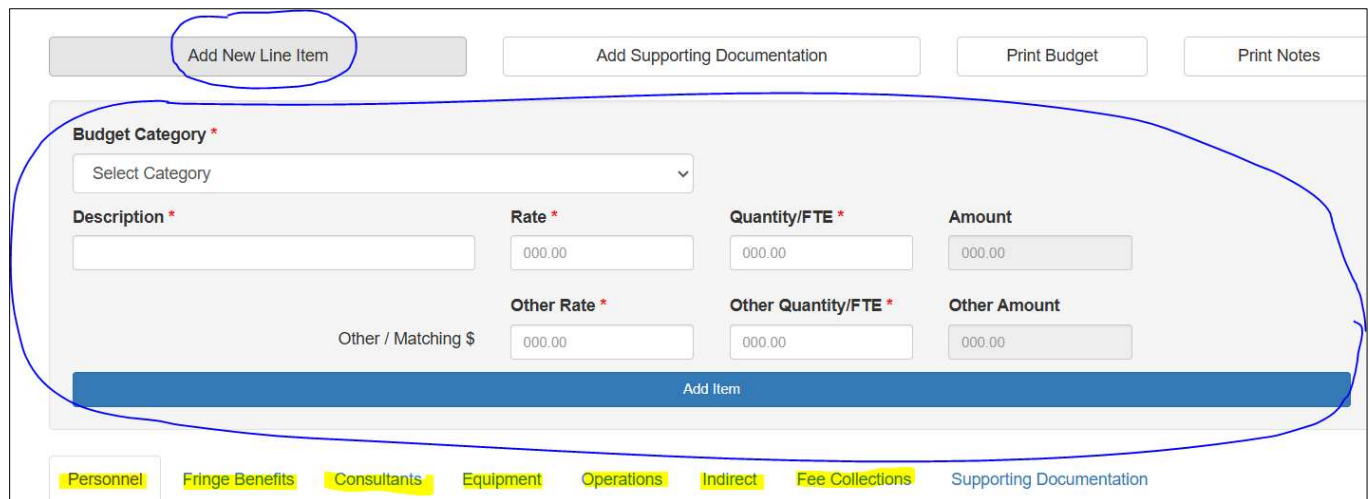 Add New Line Item Add Supporting Documentation Print Budget Print Notes
Budget Category *
Select Category
Description * Rate * Quantity/FTE * Amount
000.00 000.00 000.00
Other Rate * Other Quantity/FTE * Other Amount
Other / Matching $ 000.00 000.00 000.00
Add Item
Personnel Fringe Benefits Consultants Equipment Operations Indirect Fee Collections Supporting Documentation